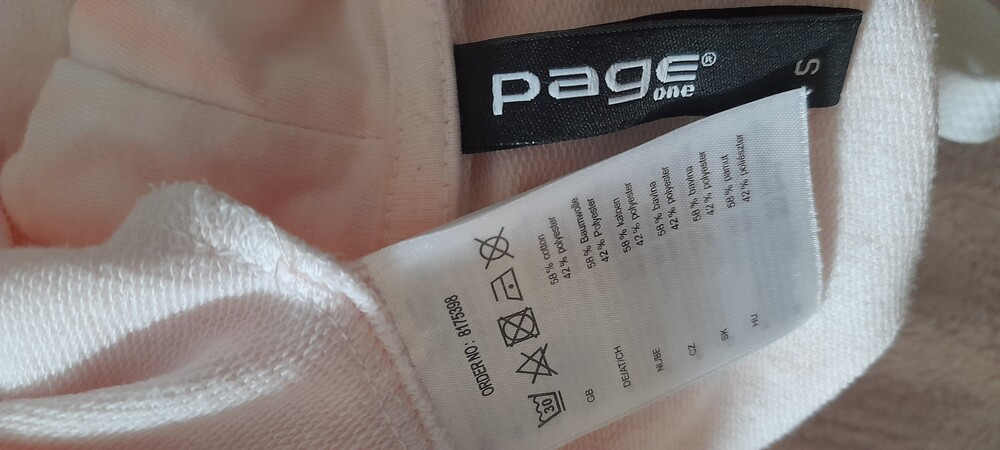 page®
one
S
ORDER NO: 8175398
30
GB
58 % cotton
42 % polyester
DE/AT/CH
58 % Baumwolle
42 % Polyester
NL/BE
58 % katoen
42 % polyester
CZ
58 % bavlna
42 % polyester
SK
58 % bavlna
42 % polyester
HU
58 % pamut
42 % poliészter